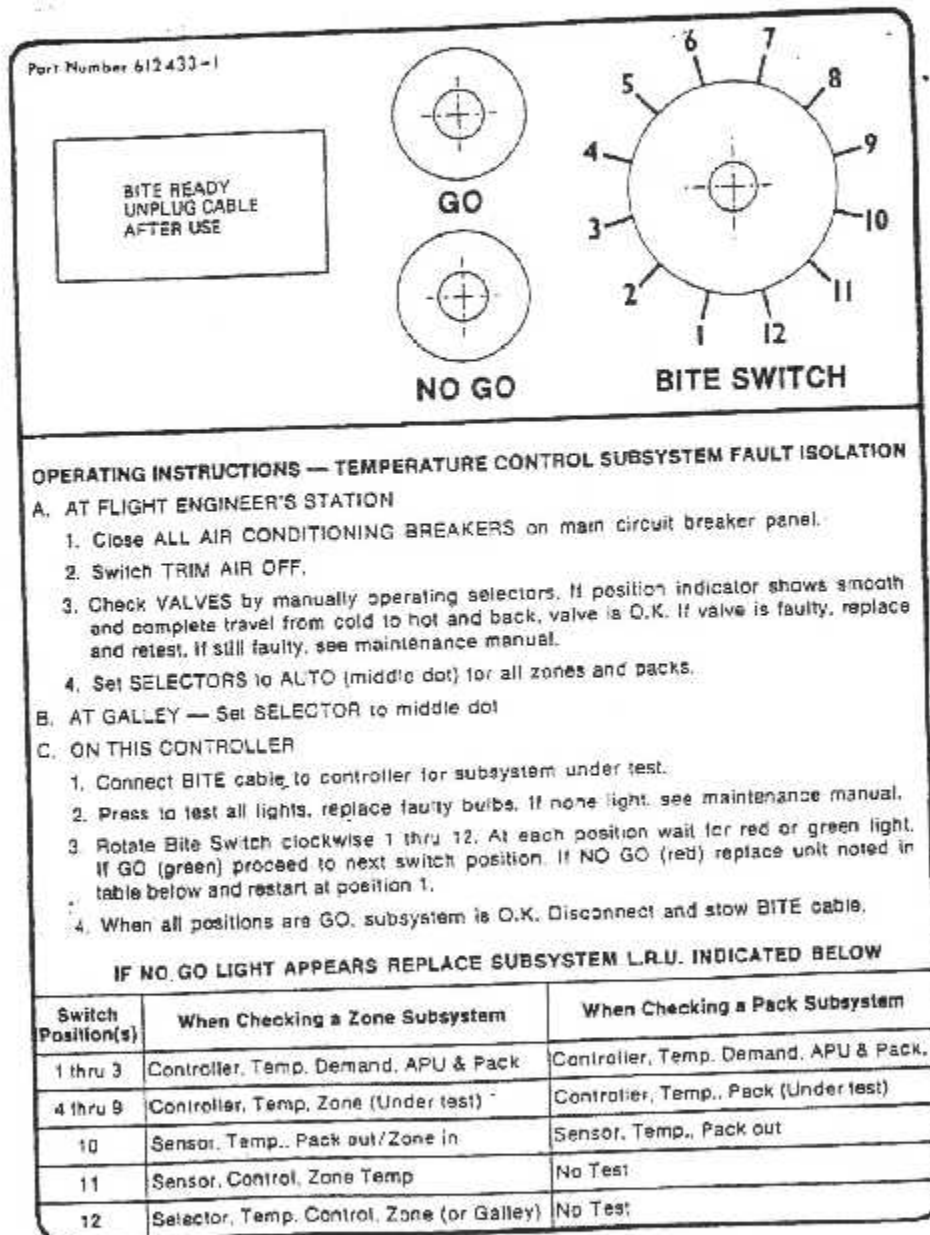 Part Number 612433-1
BITE READY
UNPLUG CABLE
AFTER USE
GO
NO GO
1
2
3
4
5
6
7
8
9
10
11
12
BITE SWITCH
OPERATING INSTRUCTIONS — TEMPERATURE CONTROL SUBSYSTEM FAULT ISOLATION
A. AT FLIGHT ENGINEER'S STATION
1. Close ALL AIR CONDITIONING BREAKERS on main circuit breaker panel.
2. Switch TRIM AIR OFF.
3. Check VALVES by manually operating selectors. If position indicator shows smooth
and complete travel from cold to hot and back, valve is O.K. If valve is faulty, replace
and retest. If still faulty, see maintenance manual.
4. Set SELECTORS to AUTO (middle dot) for all zones and packs.
B. AT GALLEY — Set SELECTOR to middle dot
C. ON THIS CONTROLLER
1. Connect BITE cable to controller for subsystem under test.
2. Press to test all lights, replace faulty bulbs. If none light, see maintenance manual.
3. Rotate Bite Switch clockwise 1 thru 12. At each position wait for red or green light.
If GO (green) proceed to next switch position. If NO GO (red) replace unit noted in
table below and restart at position 1.
4. When all positions are GO, subsystem is O.K. Disconnect and stow BITE cable.
IF NO GO LIGHT APPEARS REPLACE SUBSYSTEM L.R.U. INDICATED BELOW
Switch Position(s) When Checking a Zone Subsystem When Checking a Pack Subsystem
1 thru 3 Controller, Temp. Demand, APU & Pack Controller, Temp. Demand, APU & Pack.
4 thru 9 Controller, Temp, Zone (Under test) Controller, Temp., Pack (Under test)
10 Sensor, Temp., Pack out/Zone in Sensor, Temp., Pack out
11 Sensor, Control, Zone Temp No Test
12 Selector, Temp. Control, Zone (or Galley) No Test